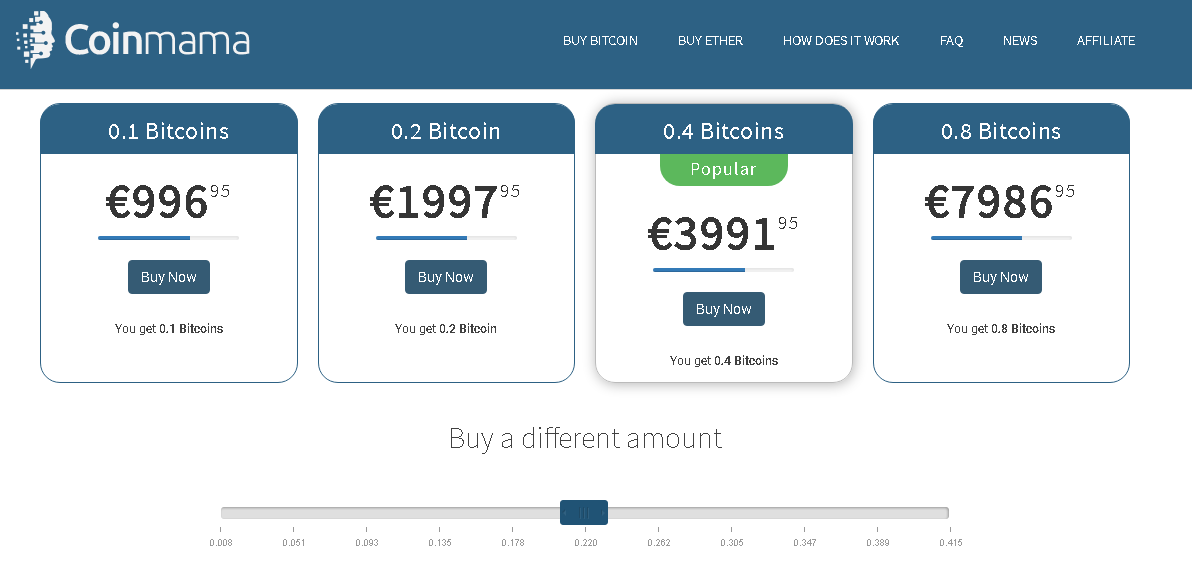 Coinmama
BUY BITCOIN BUY ETHER HOW DOES IT WORK FAQ NEWS AFFILIATE
0.1 Bitcoins
€996 95
Buy Now
You get 0.1 Bitcoins
0.2 Bitcoin
€1997 95
Buy Now
You get 0.2 Bitcoin
0.4 Bitcoins
Popular
€3991 95
Buy Now
You get 0.4 Bitcoins
0.8 Bitcoins
€7986 95
Buy Now
You get 0.8 Bitcoins
Buy a different amount
0.008 0.051 0.093 0.135 0.178 0.220 0.262 0.305 0.347 0.389 0.415